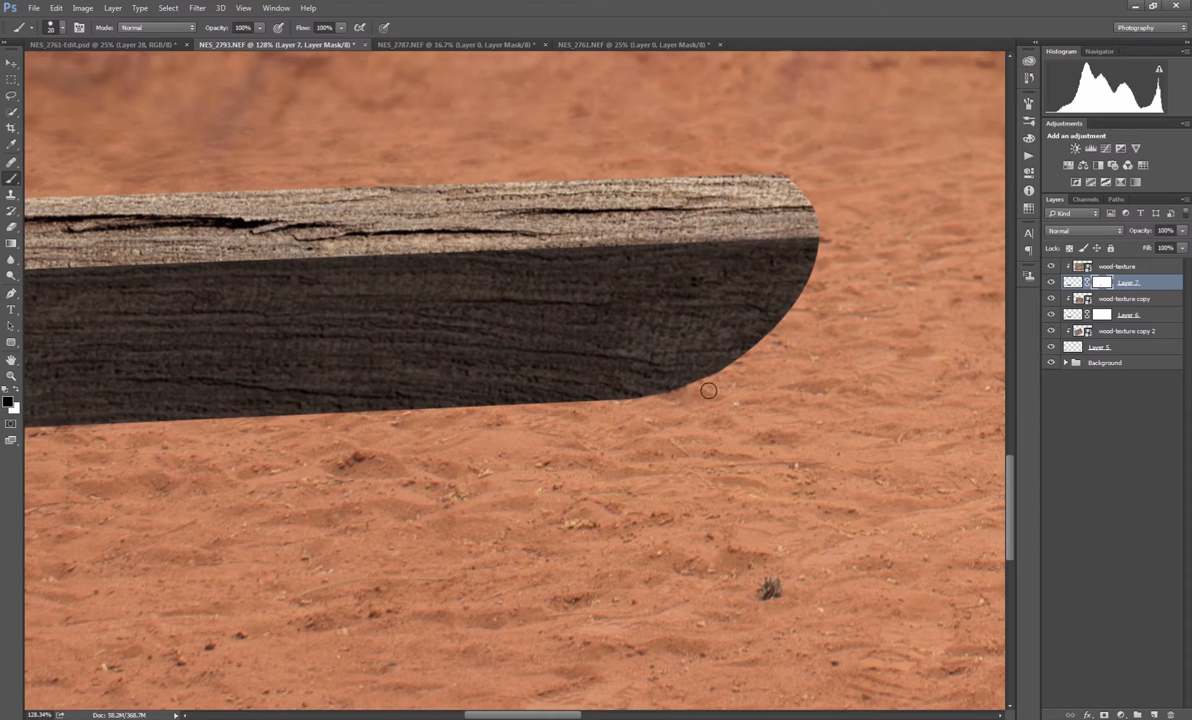 Ps File Edit Image Layer Type Select Filter 3D View Window Help
20 Mode: Normal Opacity: 100% Flow: 100% Photography
NES_2761-Edit.psd @ 25% (Layer 28, RGB/8) * × NES_2793.NEF @ 128% (Layer 7, Layer Mask/8) * × NES_2787.NEF @ 16.7% (Layer 0, Layer Mask/8) * × NES_2761.NEF @ 25% (Layer 0, Layer Mask/8) * ×
Histogram Navigator
Adjustments
Add an adjustment
Layers Channels Paths
Kind
Normal Opacity: 100%
Lock: Fill: 100%
wood-texture
Layer 7
wood-texture copy
Layer 6
wood-texture copy 2
Layer 5
Background
128.34% Doc: 58.2M/368.7M